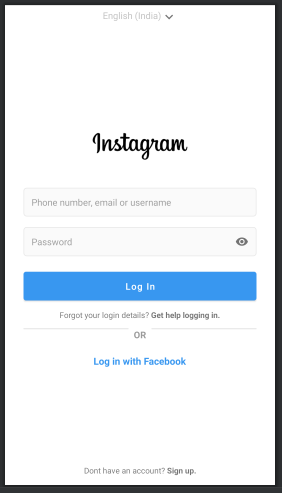 English (India)
Instagram
Phone number, email or username
Password
Log In
Forgot your login details? Get help logging in.
OR
Log in with Facebook
Dont have an account? Sign up.